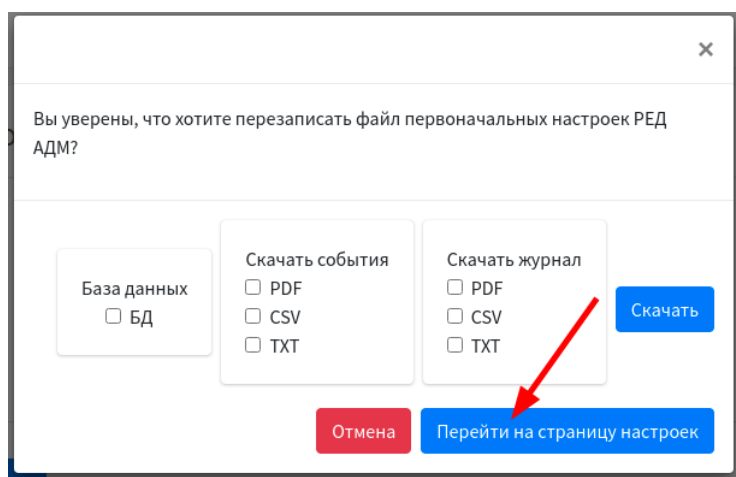 ×
Вы уверены, что хотите перезаписать файл первоначальных настроек РЕД
АДМ?
База данных
БД
Скачать события
PDF
CSV
TXT
Скачать журнал
PDF
CSV
TXT
Скачать
Отмена
Перейти на страницу настроек